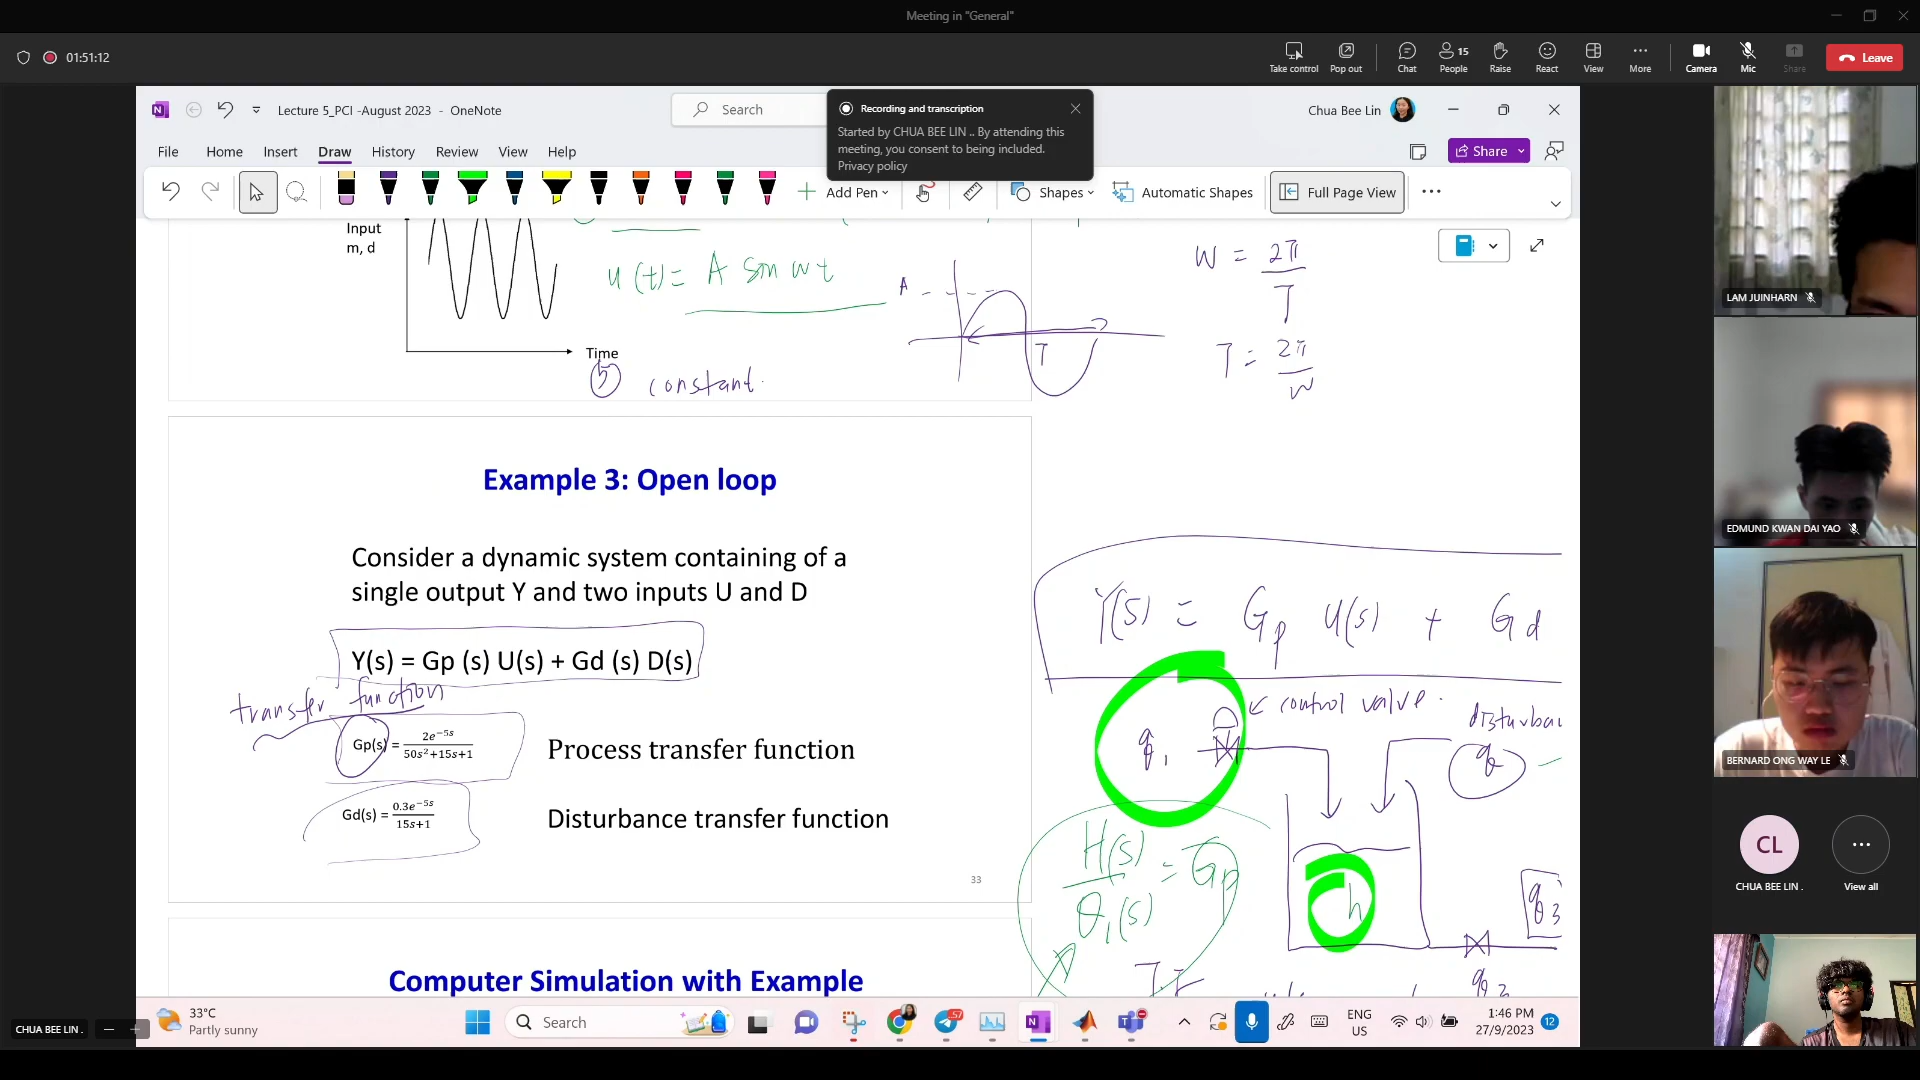 Meeting in "General"
01:51:12
Take control
Pop out
Chat
15
People
Raise
React
View
More
Camera
Mic
Share
Leave
Lecture 5_PCI -August 2023 - OneNote
Search
Recording and transcription
Started by CHUA BEE LIN .. By attending this
meeting, you consent to being included.
Privacy policy
Chua Bee Lin
File
Home
Insert
Draw
History
Review
View
View
Help
Share
Add Pen
Shapes
Automatic Shapes
Full Page View
Input
m, d
u(t) = A sin wt
A
T
W = 2π/T
T = 2π/W
Time
5 constant.
Example 3: Open loop
Consider a dynamic system containing of a
single output Y and two inputs U and D
Y(s) = Gp (s) U(s) + Gd (s) D(s)
transfer function
Gp(s) = 2e^-5s / 50s²+15s+1
Process transfer function
Gd(s) = 0.3e^-5s / 15s+1
Disturbance transfer function
33
Y(s) = Gp U(s) + Gd
control valve.
q1
H(s)/Q1(s) = Gp
h
q3
Computer Simulation with Example
LAM JUINHARN
EDMUND KWAN DAI YAO
BERNARD ONG WAY LE
CL
CHUA BEE LIN .
View all
CHUA BEE LIN .
33°C
Partly sunny
Search
57
ENG
US
1:46 PM
27/9/2023
12